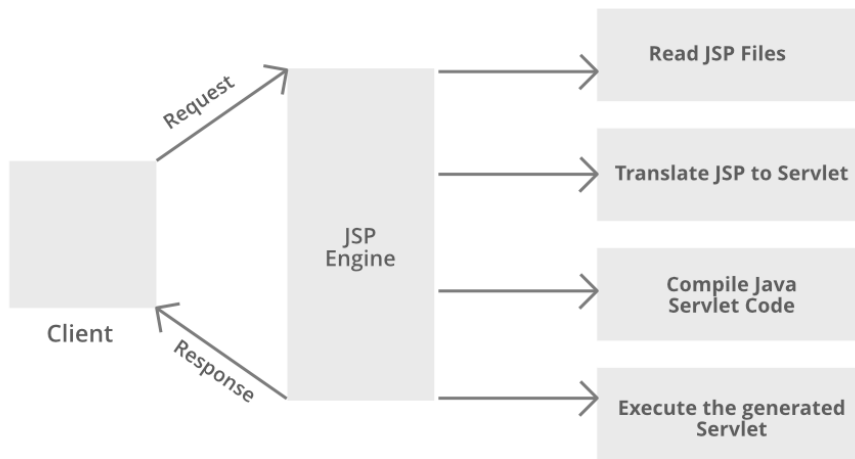 Request
Client
Response
JSP
Engine
Read JSP Files
Translate JSP to Servlet
Compile Java
Servlet Code
Execute the generated
Servlet